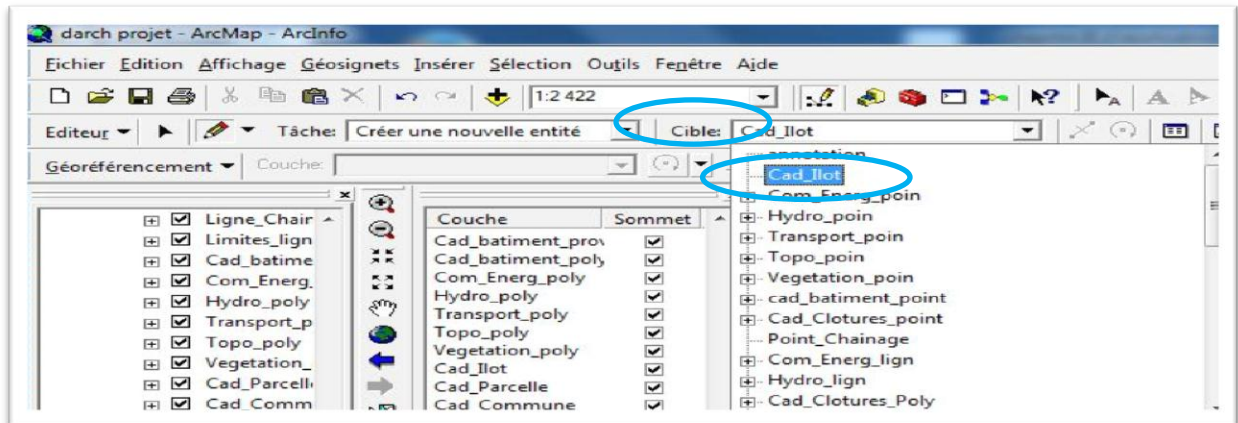 darch projet - ArcMap - ArcInfo
Fichier Edition Affichage Géosignets Insérer Sélection Outils Fenêtre Aide
1:2 422
Editeur Tâche: Créer une nouvelle entité Cible: Cad_Ilot
Géoréférencement Couche:
Ligne_Chair
Limites_lign
Cad_batime
Com_Energ_
Hydro_poly
Transport_p
Topo_poly
Vegetation_
Cad_Parcell
Cad_Comm
Couche Sommet
Cad_batiment_prov
Cad_batiment_poly
Com_Energ_poly
Hydro_poly
Transport_poly
Topo_poly
Vegetation_poly
Cad_Ilot
Cad_Parcelle
Cad_Commune
annotation
Cad_Ilot
Com_Energ_poin
Hydro_poin
Transport_poin
Topo_poin
Vegetation_poin
cad_batiment_point
Cad_Clotures_point
Point_Chainage
Com_Energ_lign
Hydro_lign
Cad_Clotures_Poly